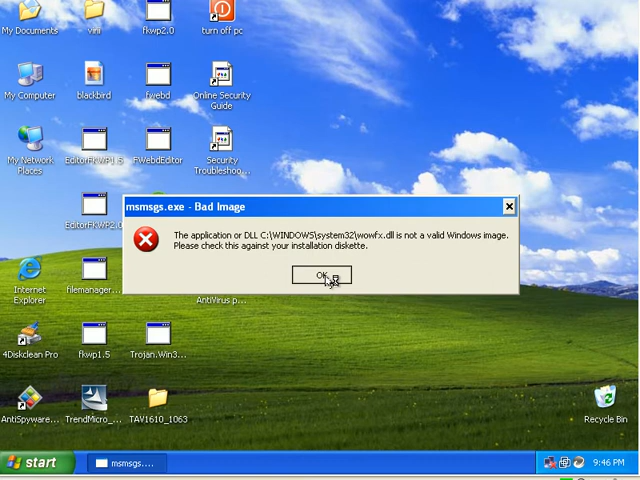 My Documents
virii
fkwp2.0
turn off pc
My Computer
blackbird
fwebd
Online Security
Guide
My Network
Places
EditorFKWP1.5
FWebdEditor
Security
Troubleshoo...
EditorFKWP2.0
msmsgs.exe - Bad Image
The application or DLL C:\WINDOWS\system32\wowfx.dll is not a valid Windows image.
Please check this against your installation diskette.
OK
Internet
Explorer
filemanager...
AntiVirus p...
4Diskclean Pro
fkwp1.5
Trojan.Win3...
AntiSpyware...
TrendMicro_...
TAV1610_1063
Recycle Bin
start
msmsgs....
9:46 PM